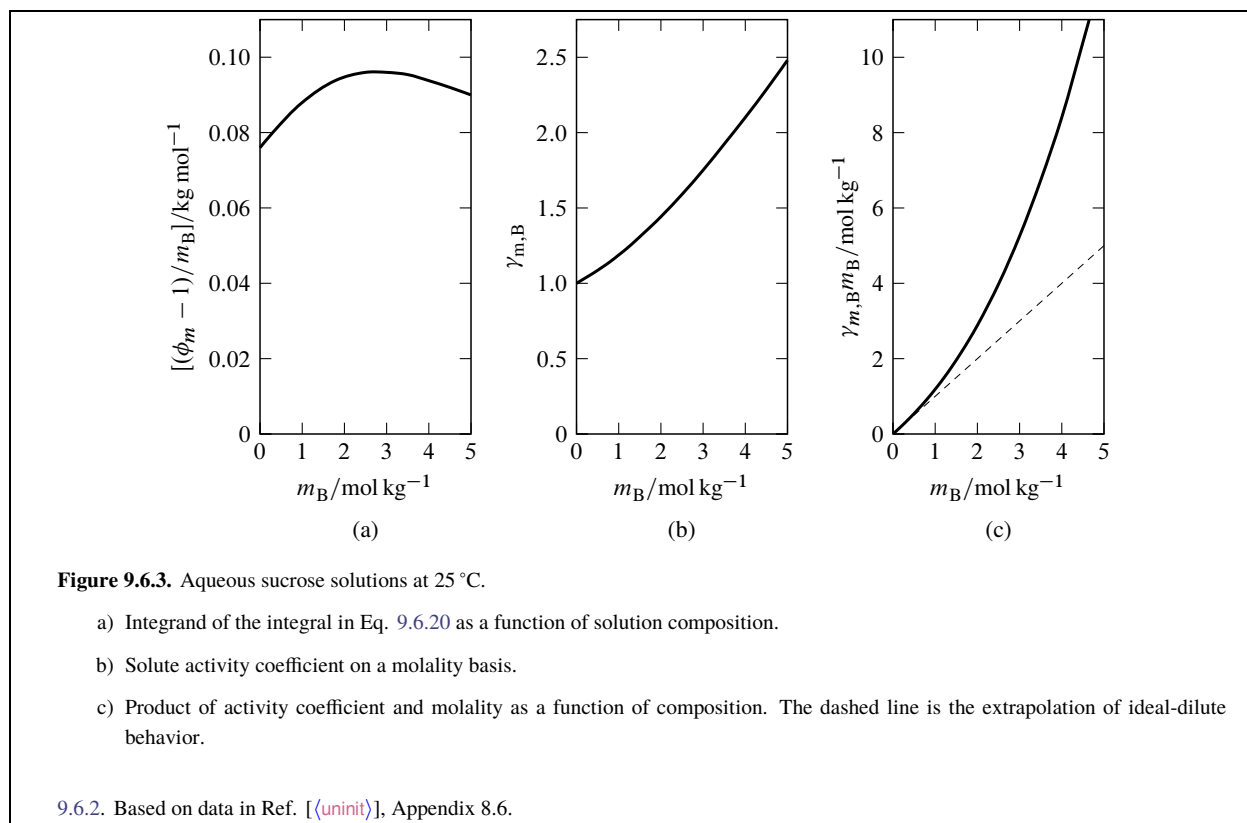 0.10
0.08
0.06
0.04
0.02
0
[(ϕₘ − 1)/m_B]/kg mol⁻¹
0 1 2 3 4 5
m_B/mol kg⁻¹
(a)
2.5
2.0
1.5
1.0
0.5
0
γ_m,B
0 1 2 3 4 5
m_B/mol kg⁻¹
(b)
10
8
6
4
2
0
γ_m,B m_B/mol kg⁻¹
0 1 2 3 4 5
m_B/mol kg⁻¹
(c)
Figure 9.6.3. Aqueous sucrose solutions at 25 °C.
a) Integrand of the integral in Eq. 9.6.20 as a function of solution composition.
b) Solute activity coefficient on a molality basis.
c) Product of activity coefficient and molality as a function of composition. The dashed line is the extrapolation of ideal-dilute
behavior.
9.6.2. Based on data in Ref. [⟨uninit⟩], Appendix 8.6.